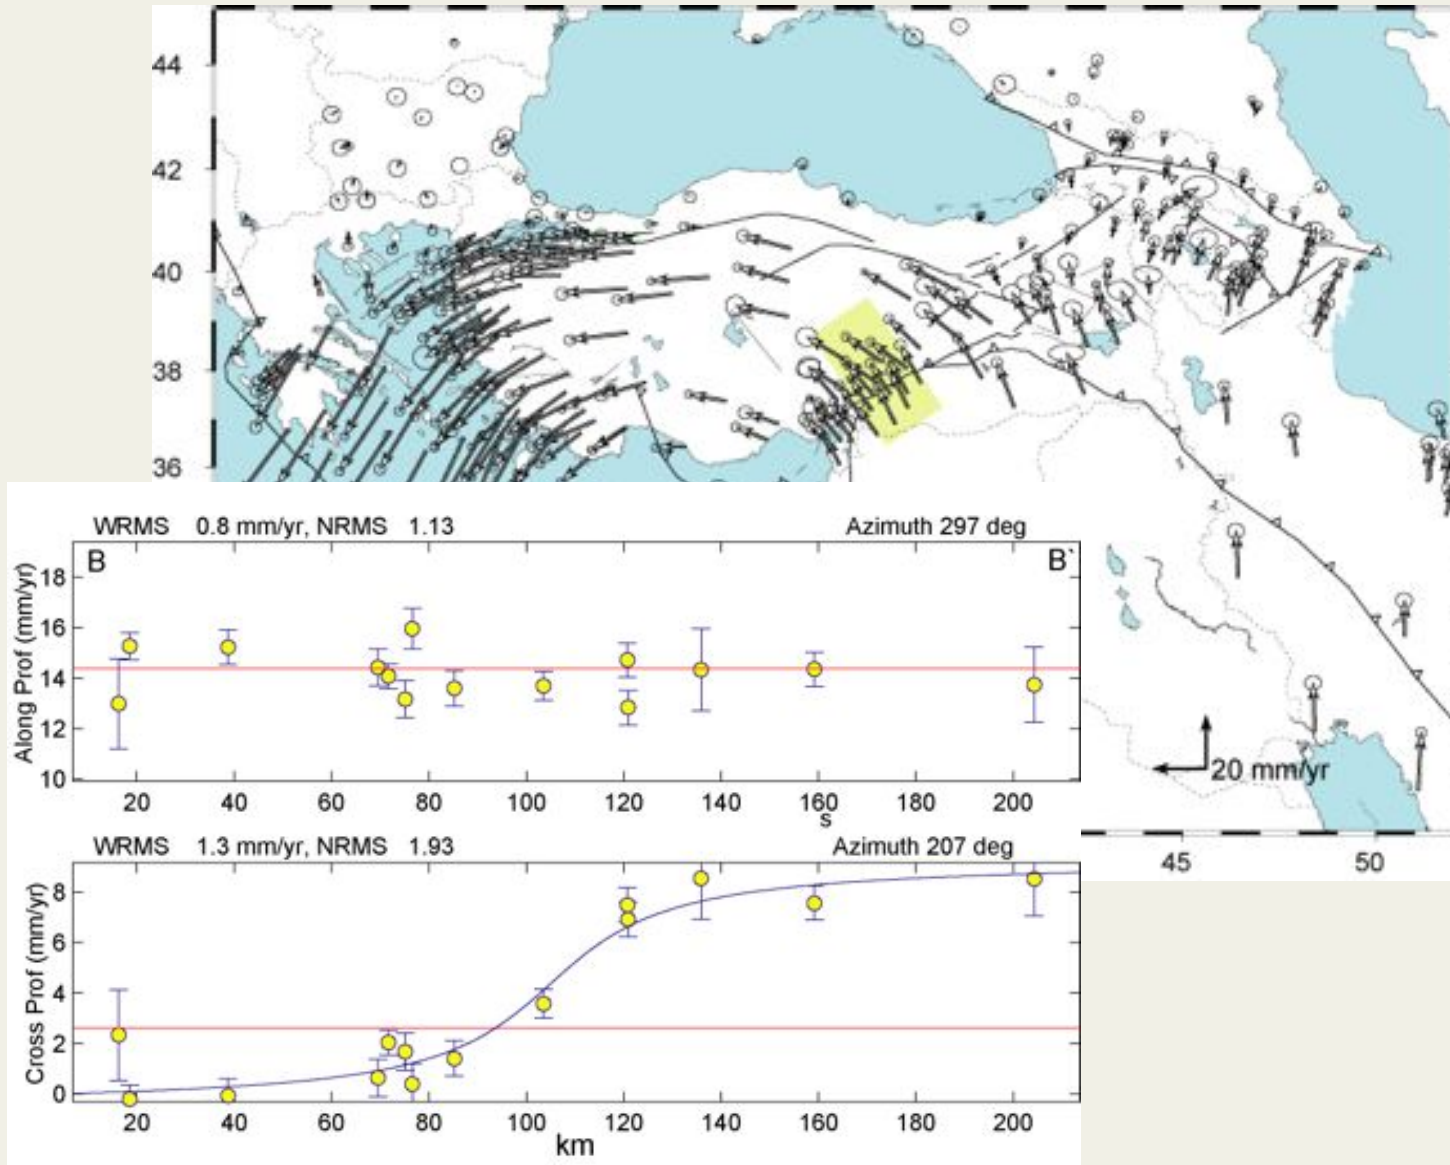 44
42
40
38
36
20 mm/yr
45 50
WRMS 0.8 mm/yr, NRMS 1.13 Azimuth 297 deg
B B`
Along Prof (mm/yr)
18
16
14
12
10
20 40 60 80 100 120 140 160 180 200
s
WRMS 1.3 mm/yr, NRMS 1.93 Azimuth 207 deg
Cross Prof (mm/yr)
8
6
4
2
0
20 40 60 80 100 120 140 160 180 200
km